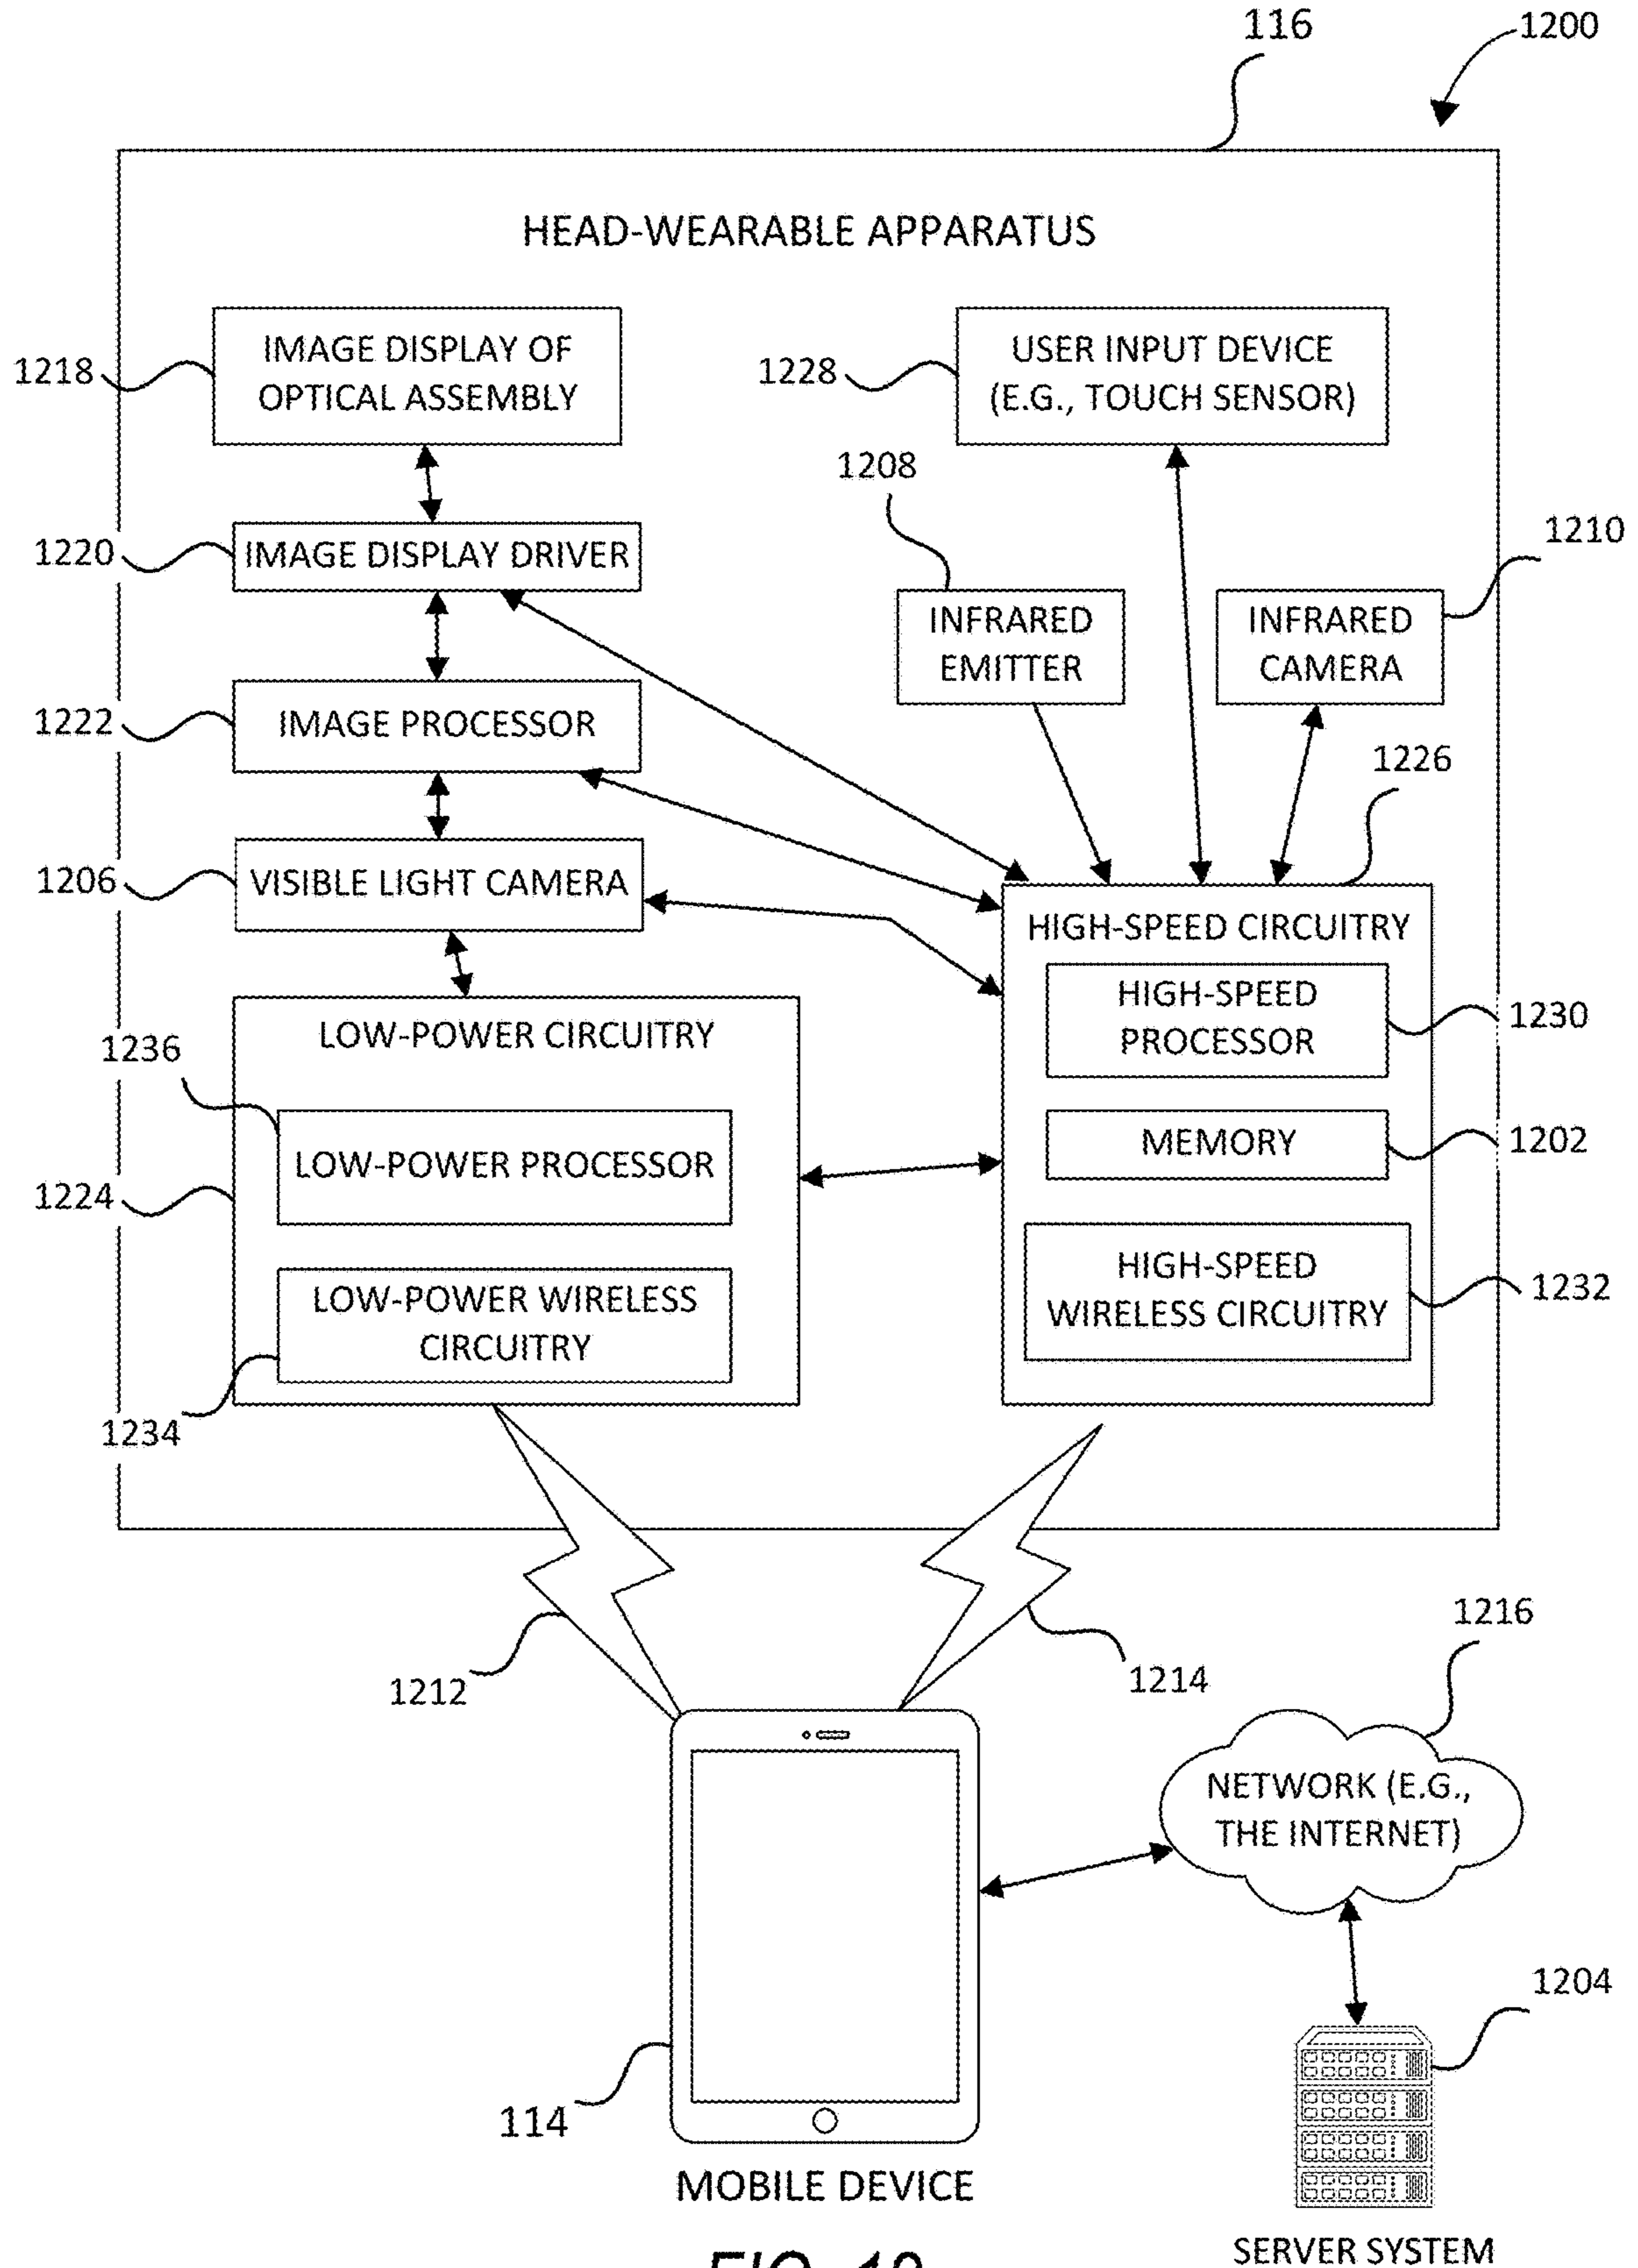 116
1200
HEAD-WEARABLE APPARATUS
1218
IMAGE DISPLAY OF
OPTICAL ASSEMBLY
1228
USER INPUT DEVICE
(E.G., TOUCH SENSOR)
1208
1210
1220
IMAGE DISPLAY DRIVER
INFRARED
EMITTER
INFRARED
CAMERA
1222
IMAGE PROCESSOR
1226
1206
VISIBLE LIGHT CAMERA
HIGH-SPEED CIRCUITRY
HIGH-SPEED
PROCESSOR
1230
LOW-POWER CIRCUITRY
1236
LOW-POWER PROCESSOR
MEMORY
1202
1224
LOW-POWER WIRELESS
CIRCUITRY
HIGH-SPEED
WIRELESS CIRCUITRY
1232
1234
1212
1214
1216
NETWORK (E.G.,
THE INTERNET)
1204
114
MOBILE DEVICE
SERVER SYSTEM